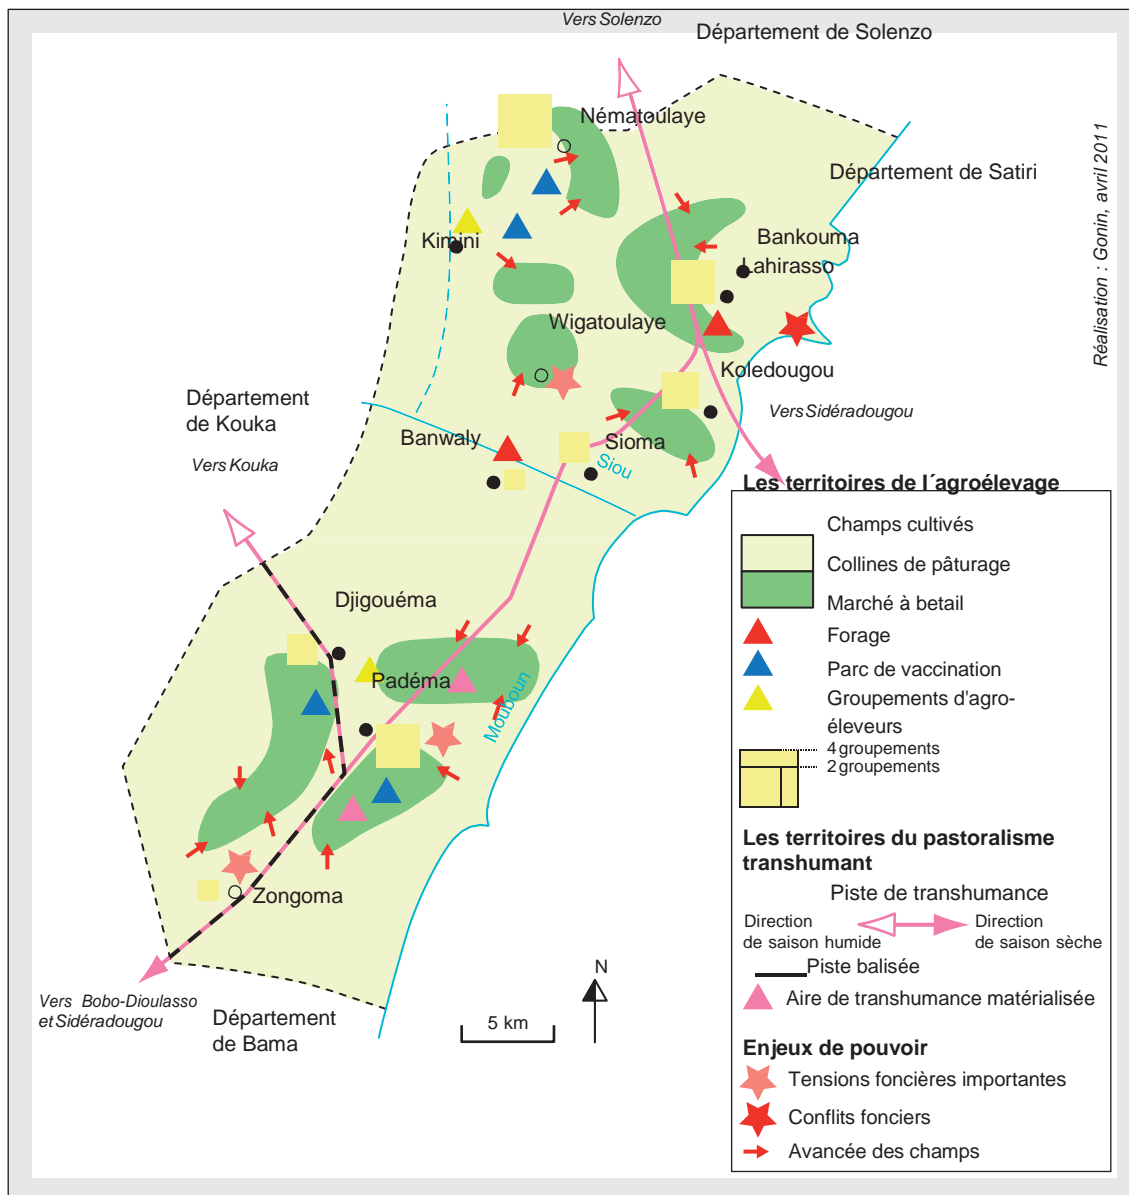 Vers Solenzo
Département de Solenzo
Nématoulaye
Département de Satiri
Réalisation : Gonin, avril 2011
Kimini
Bankouma
Lahirasso
Wigatoulaye
Koledougou
Département
de Kouka
Vers Sidéradougou
Banwaly
Sioma
Siou
Vers Kouka
Djigouéma
Padéma
Mouboun
Zongoma
Vers Bobo-Dioulasso
et Sidéradougou
Département
de Bama
5 km
N
Les territoires de l´agroélevage
Champs cultivés
Collines de pâturage
Marché à betail
Forage
Parc de vaccination
Groupements d'agro-
éleveurs
4 groupements
2 groupements
Les territoires du pastoralisme
transhumant
Piste de transhumance
Direction
de saison humide
Direction
de saison sèche
Piste balisée
Aire de transhumance matérialisée
Enjeux de pouvoir
Tensions foncières importantes
Conflits fonciers
Avancée des champs